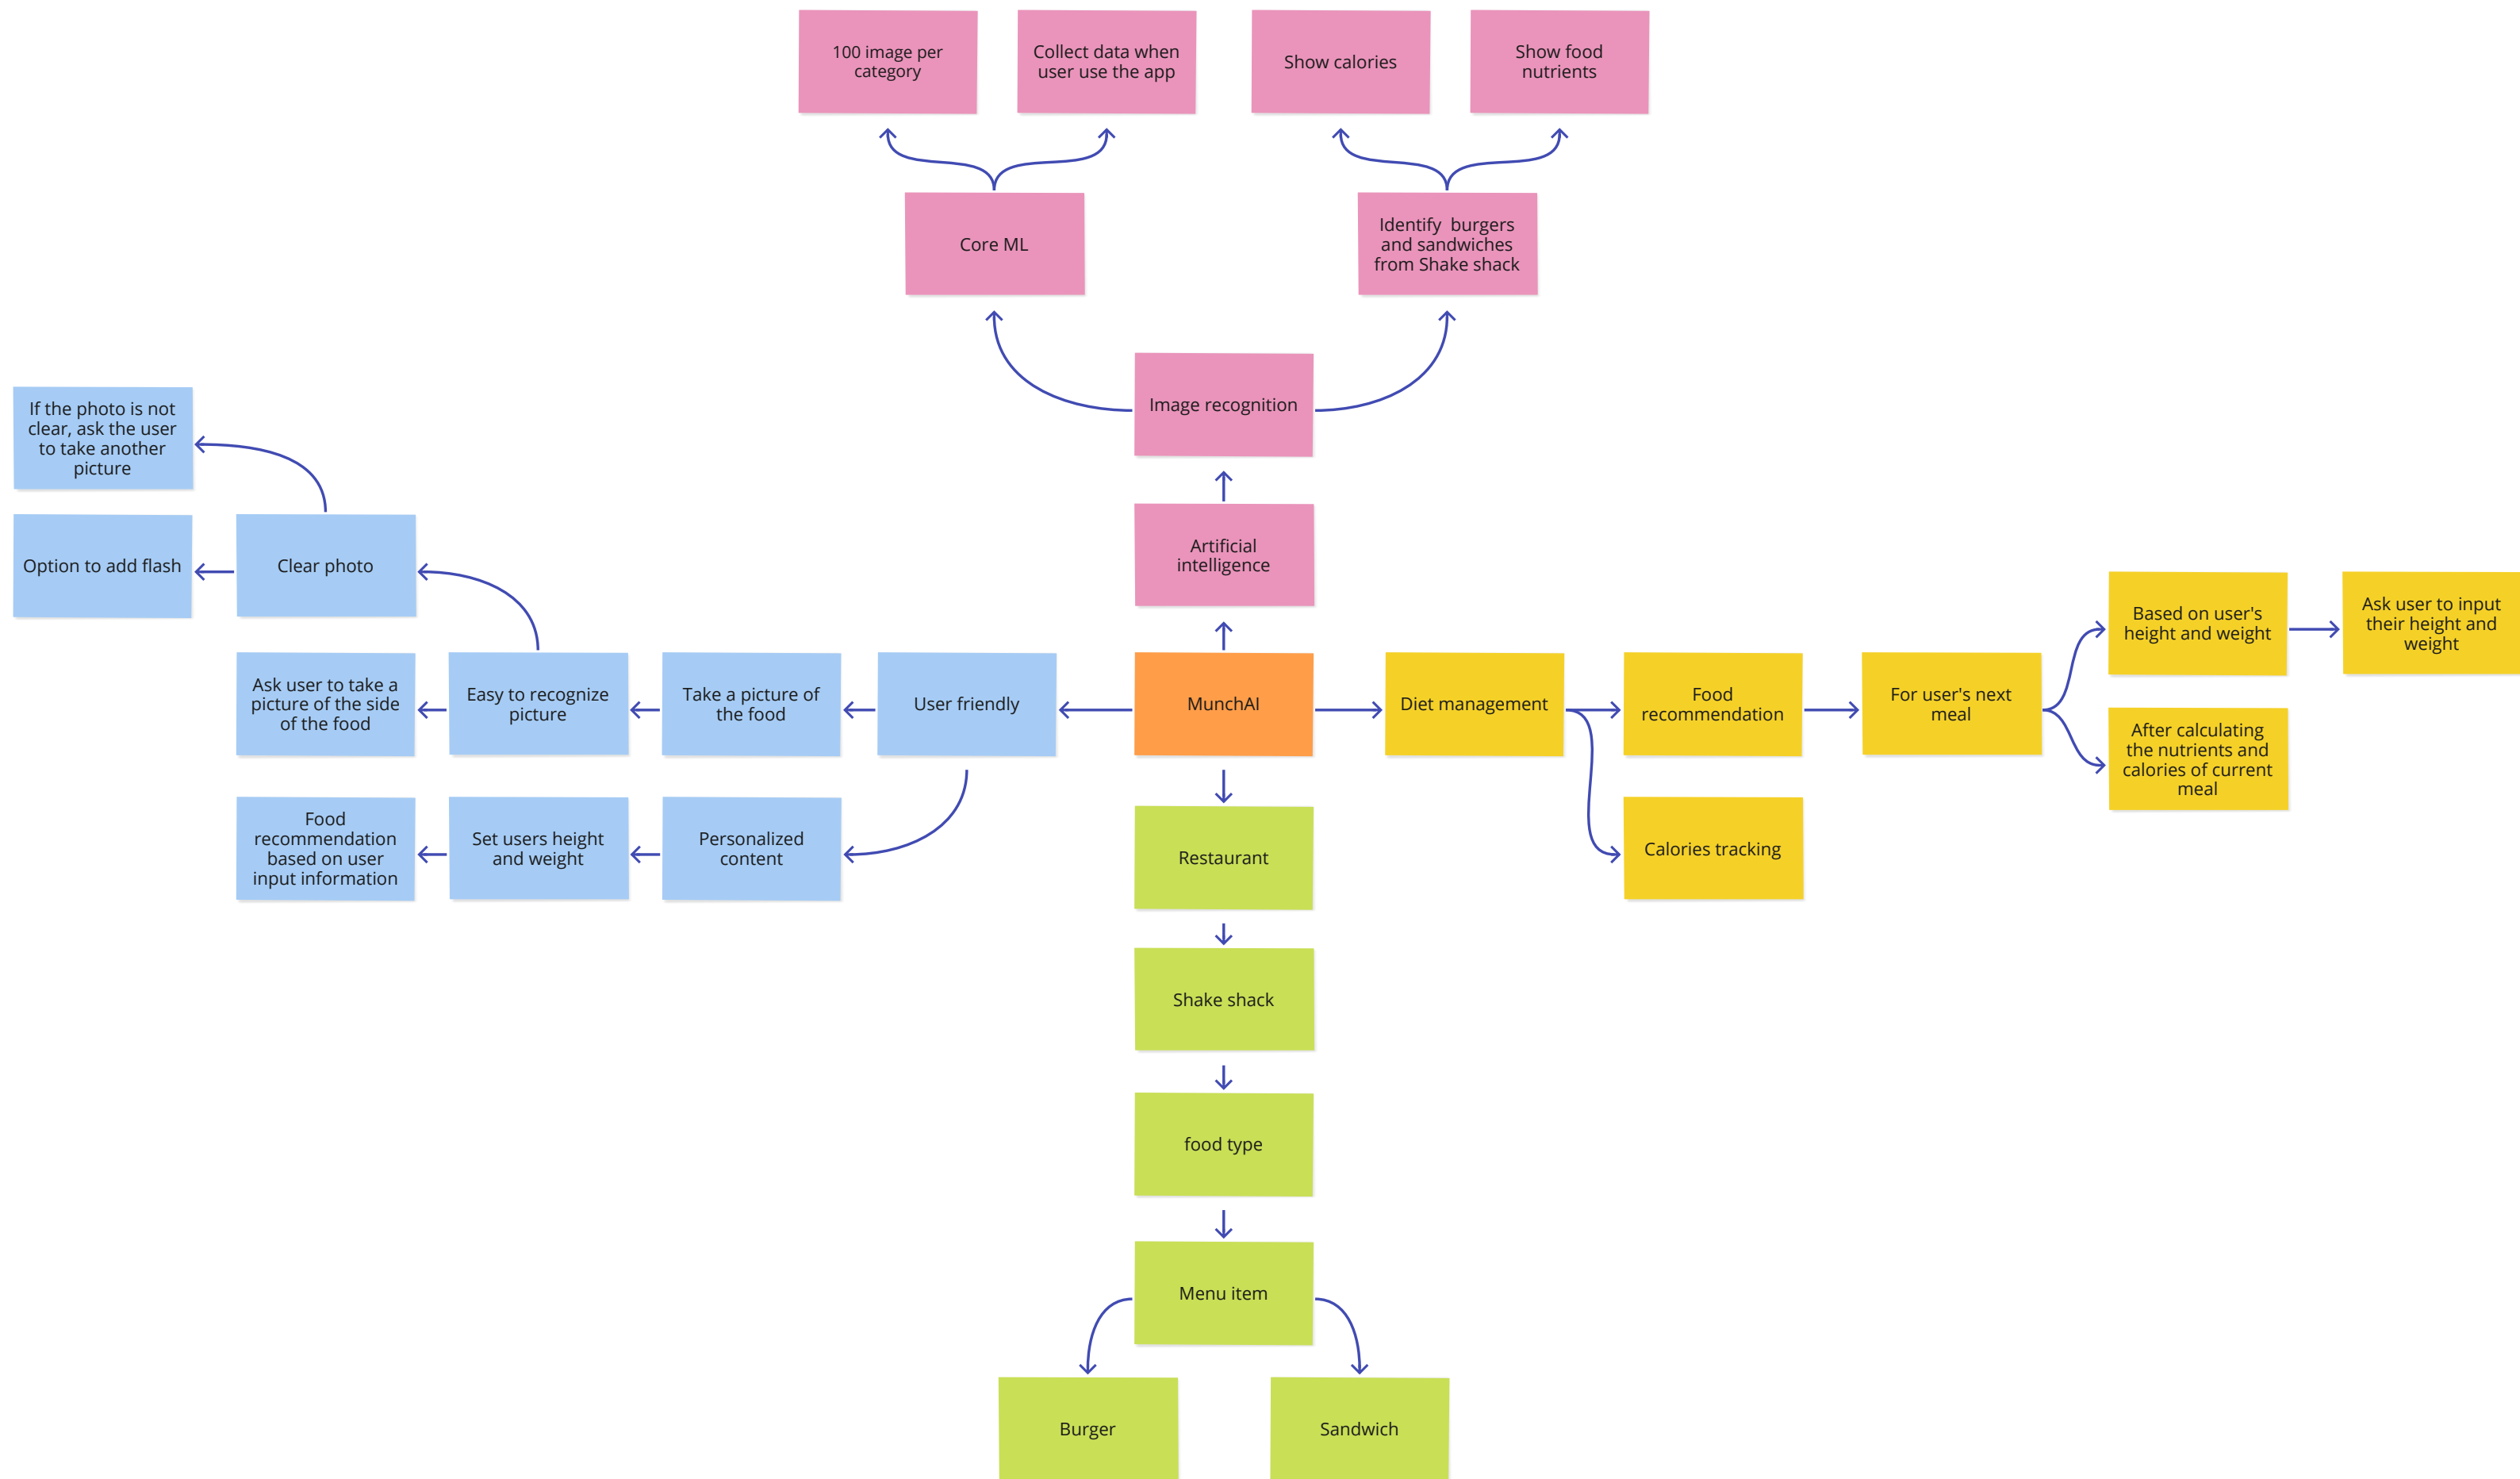 100 image per
category
Collect data when
user use the app
Show calories
Show food
nutrients
Core ML
Identify  burgers
and sandwiches
from Shake shack
Image recognition
If the photo is not
clear, ask the user
to take another
picture
Option to add flash
Clear photo
Artificial
intelligence
Based on user's
height and weight
Ask user to input
their height and
weight
Ask user to take a
picture of the side
of the food
Easy to recognize
picture
Take a picture of
the food
User friendly
MunchAI
Diet management
Food
recommendation
For user's next
meal
After calculating
the nutrients and
calories of current
meal
Food
recommendation
based on user
input information
Set users height
and weight
Personalized
content
Restaurant
Calories tracking
Shake shack
food type
Menu item
Burger
Sandwich